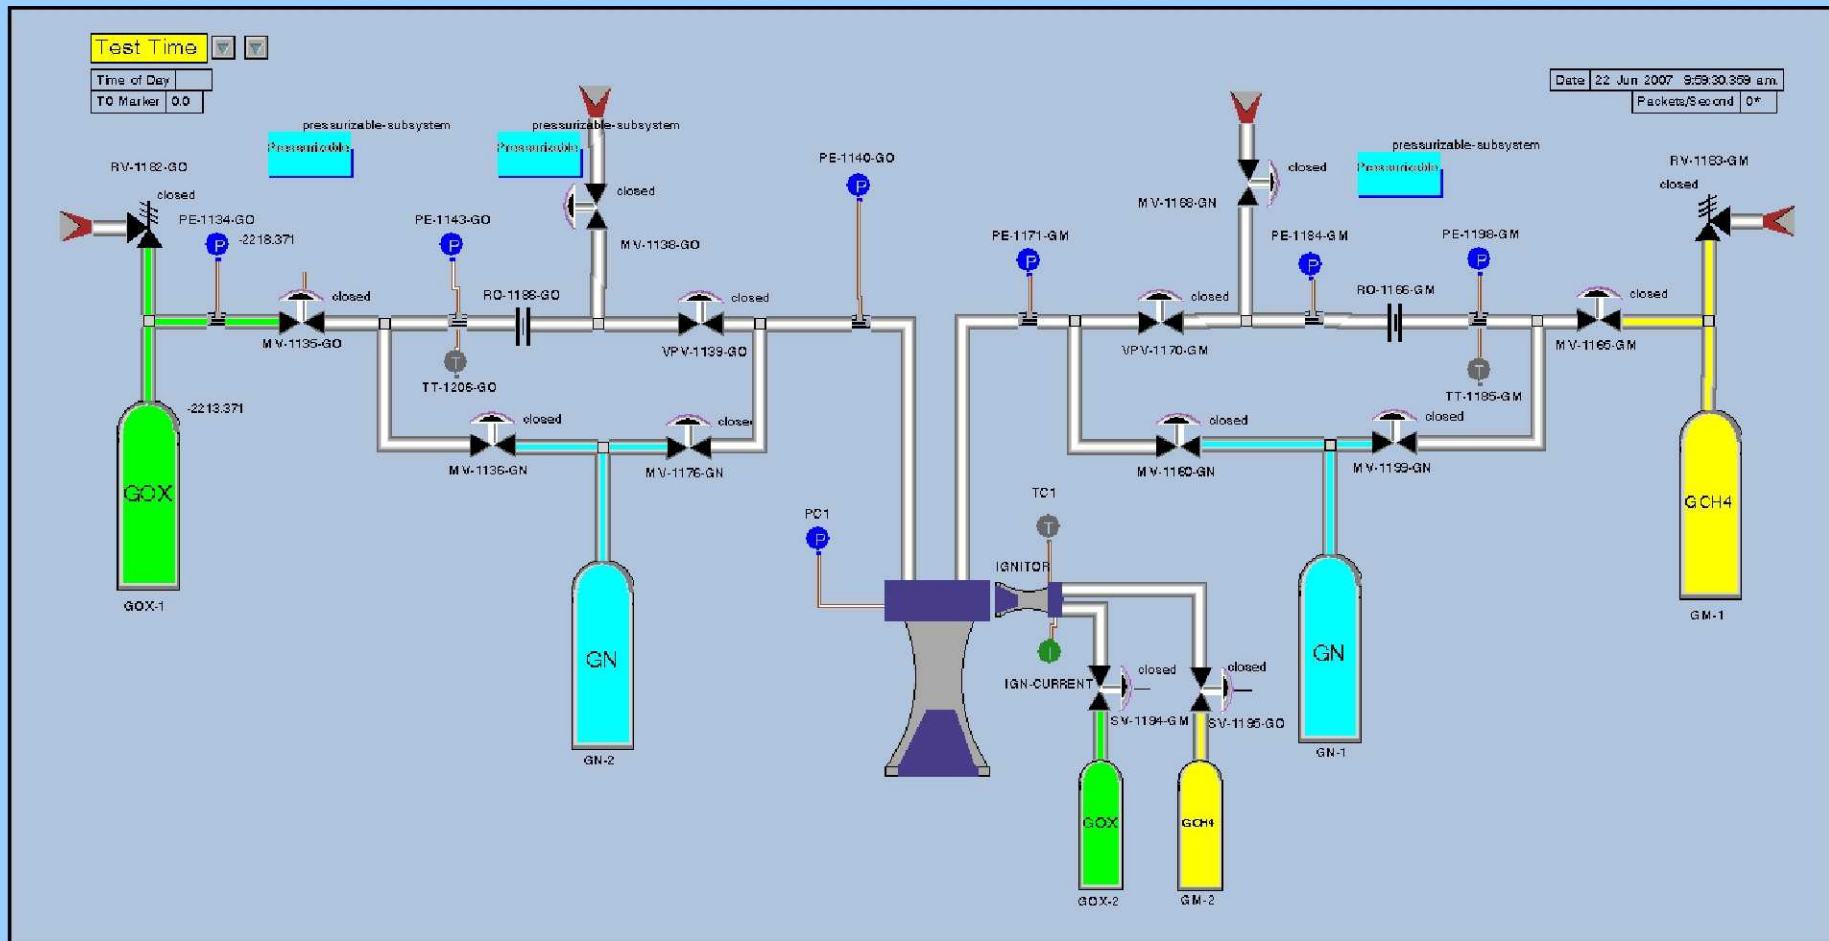 Test Time
Time of Day
T0 Marker 0.0
Date 22 Jun 2007 9:59:30.359 a.m.
Packets/Second 0*
pressurizable-subsystem
Pressurizable
pressurizable-subsystem
Pressurizable
pressurizable-subsystem
Pressurizable
RV-1182-GO
closed
PE-1134-GO
-2218.371
PE-1143-GO
closed
MV-1138-GO
PE-1140-GO
MV-1168-GN
closed
RV-1183-GM
closed
PE-1171-GM
PE-1184-GM
PE-1198-GM
closed
MV-1135-GO
RO-1186-GO
closed
VPV-1139-GO
closed
VPV-1170-GM
RO-1166-GM
closed
MV-1165-GM
TT-1206-GO
TT-1185-GM
-2213.371
closed
MV-1136-GN
close
MV-1176-GN
closed
MV-1160-GN
closed
MV-1199-GN
GOX
GOX-1
GCH4
GM-1
GN
GN-2
GN
GN-1
PC1
TC1
IGNITOR
IGN-CURRENT
closed
SV-1194-GM
closed
SV-1195-GO
GOX
GOX-2
GCH4
GM-2
P
P
P
P
P
P
P
T
T
T
I